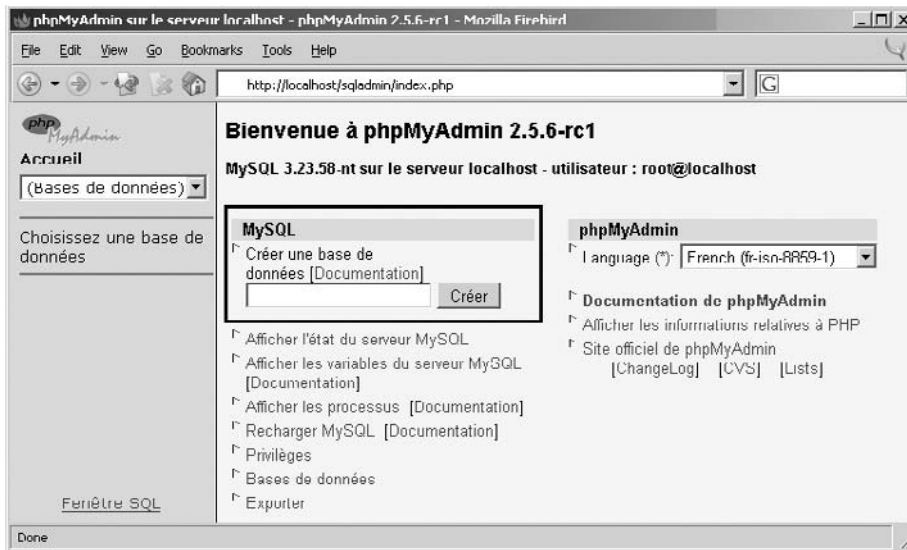 phpMyAdmin sur le serveur localhost - phpMyAdmin 2.5.6-rc1 - Mozilla Firebird
File Edit View Go Bookmarks Tools Help
http://localhost/sqladmin/index.php
G
php
MyAdmin
Accueil
(Bases de données)
Choisissez une base de
données
Fenêtre SQL
Bienvenue à phpMyAdmin 2.5.6-rc1
MySQL 3.23.58-nt sur le serveur localhost - utilisateur : root@localhost
MySQL
Créer une base de
données [Documentation]
Créer
Afficher l'état du serveur MySQL
Afficher les variables du serveur MySQL
[Documentation]
Afficher les processus [Documentation]
Recharger MySQL [Documentation]
Privilèges
Bases de données
Exporter
phpMyAdmin
Language (*): French (fr-iso-8859-1)
Documentation de phpMyAdmin
Afficher les informations relatives à PHP
Site officiel de phpMyAdmin
[ChangeLog] [CVS] [Lists]
Done